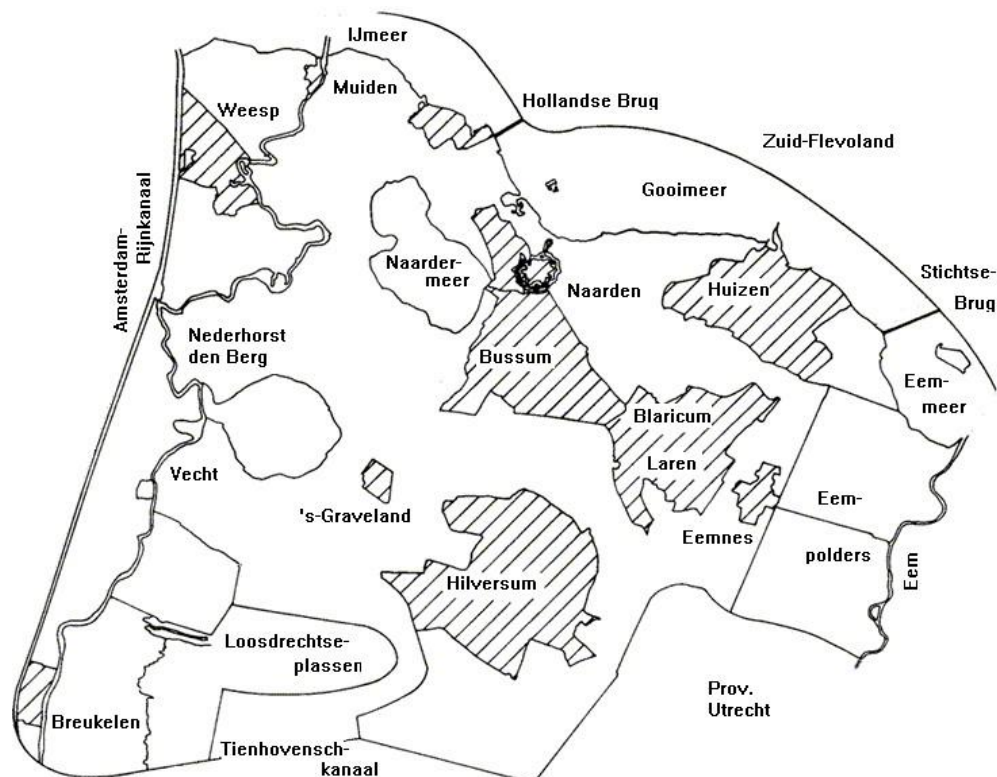 IJmeer
Muiden
Weesp
Hollandse Brug
Zuid-Flevoland
Gooimeer
Amsterdam-
Rijnkanaal
Naarder-
meer
Naarden
Huizen
Stichtse-
Brug
Nederhorst
den Berg
Bussum
Eem-
meer
Blaricum
Laren
Vecht
's-Graveland
Eemnes
Eem-
polders
Eem
Hilversum
Loosdrechtse-
plassen
Prov.
Utrecht
Breukelen
Tienhovensch-
kanaal